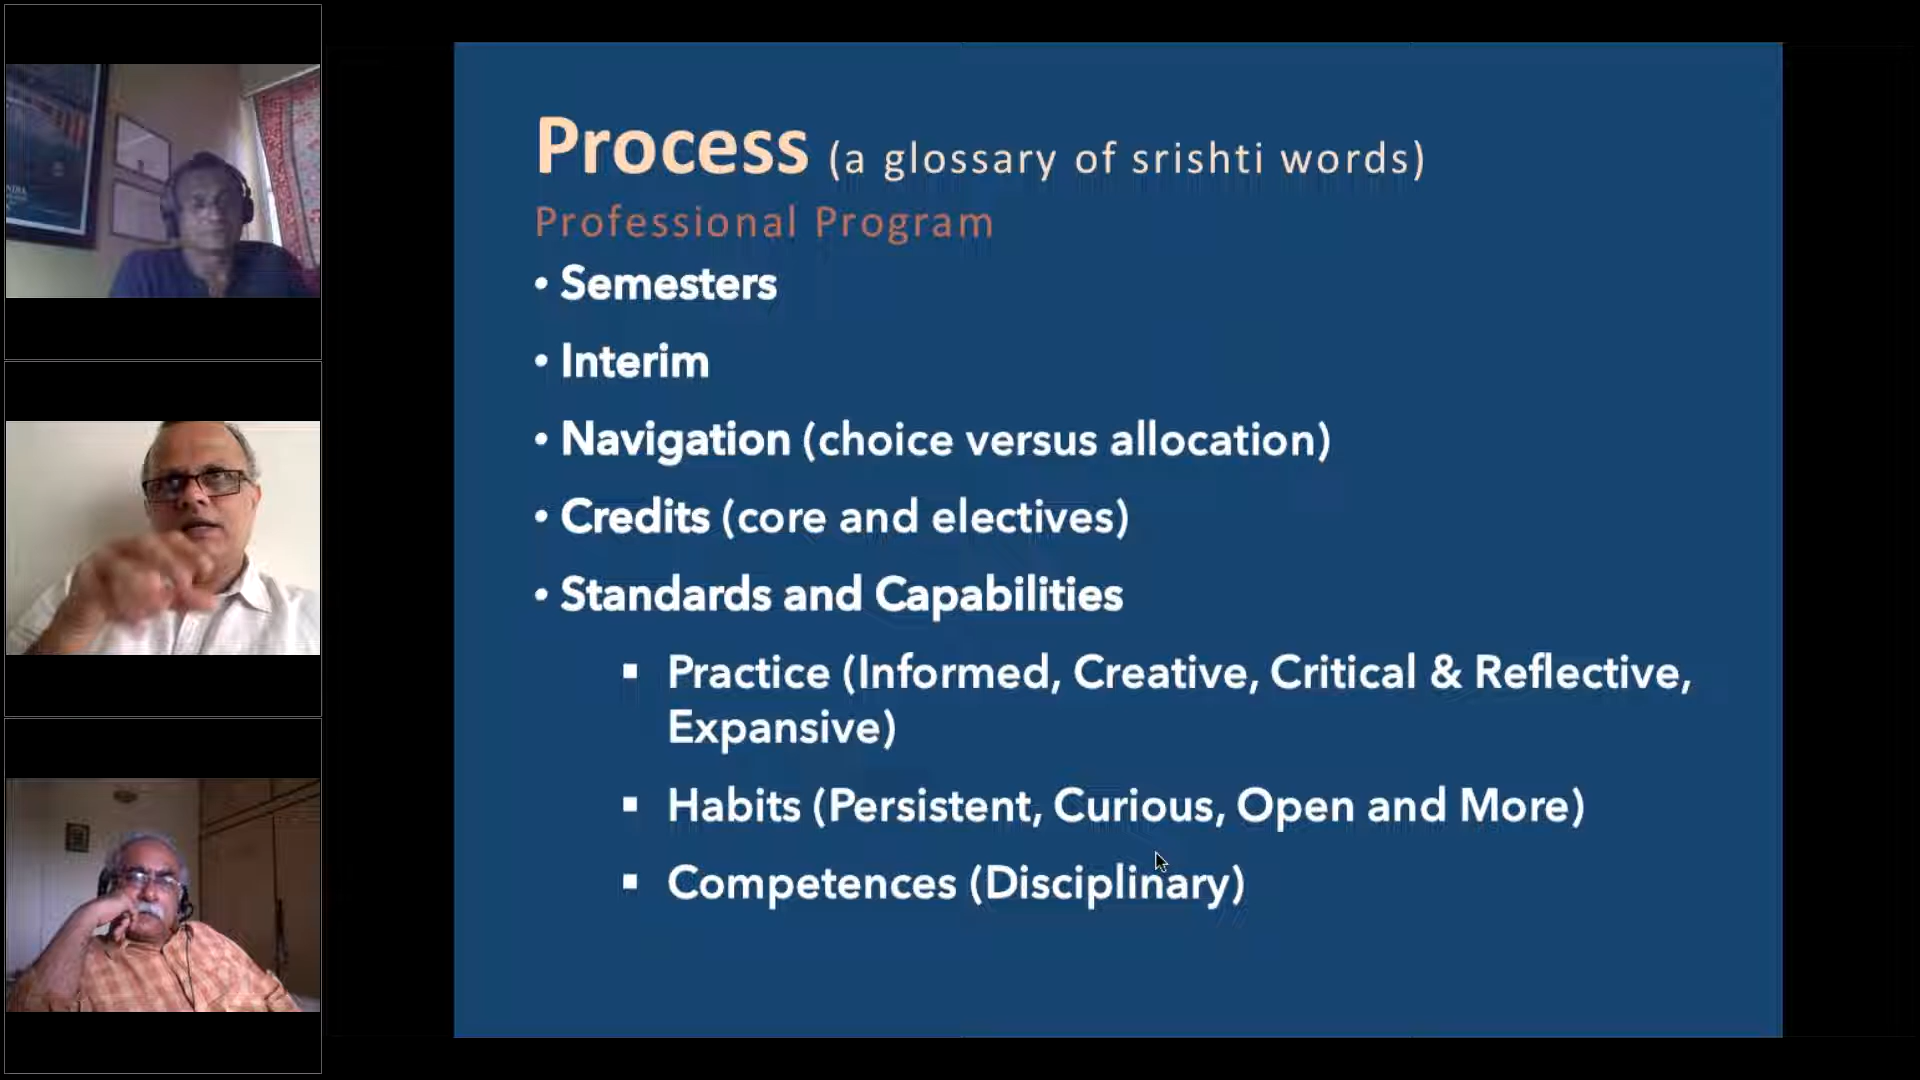 Process (a glossary of srishti words)
Professional Program
• Semesters
• Interim
• Navigation (choice versus allocation)
• Credits (core and electives)
• Standards and Capabilities
▪ Practice (Informed, Creative, Critical & Reflective,
Expansive)
▪ Habits (Persistent, Curious, Open and More)
▪ Competences (Disciplinary)